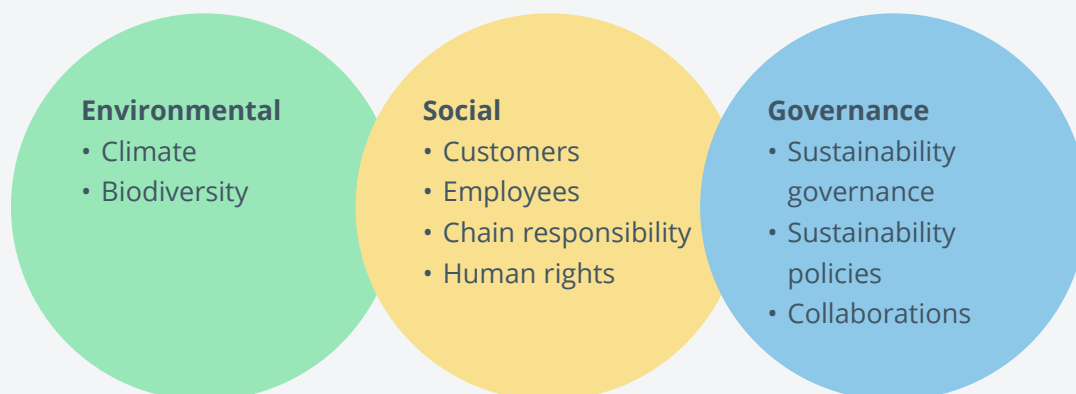 Environmental
• Climate
• Biodiversity
Social
• Customers
• Employees
• Chain responsibility
• Human rights
Governance
• Sustainability
governance
• Sustainability
policies
• Collaborations